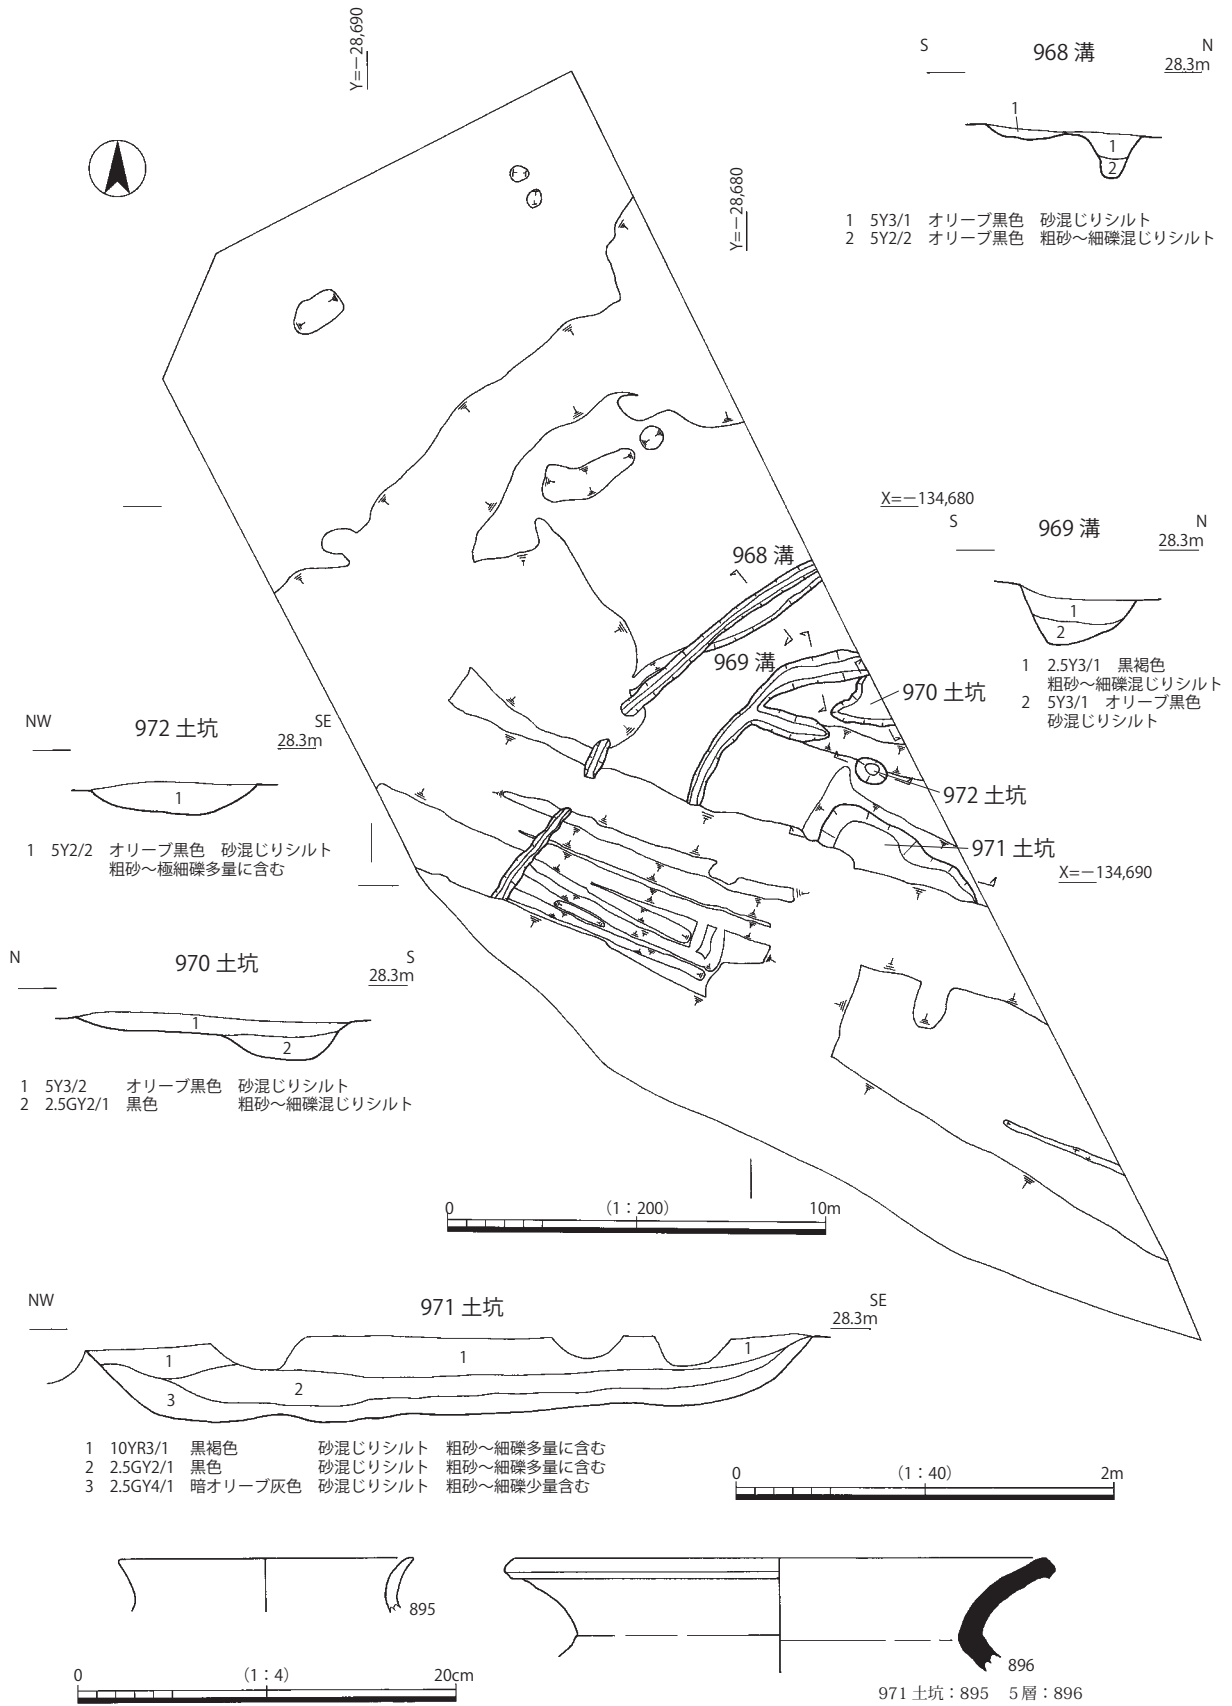 Y=−28,690
S 968 溝 N
28.3m
1
1
2
1 5Y3/1 オリーブ黒色 砂混じりシルト
2 5Y2/2 オリーブ黒色 粗砂～細礫混じりシルト
Y=−28,680
X=−134,680
S 969 溝 N
28.3m
1
2
1 2.5Y3/1 黒褐色
粗砂～細礫混じりシルト
2 5Y3/1 オリーブ黒色
砂混じりシルト
968 溝
969 溝
970 土坑
972 土坑
971 土坑
X=−134,690
NW 972 土坑 SE
28.3m
1
1 5Y2/2 オリーブ黒色 砂混じりシルト
粗砂～極細礫多量に含む
N 970 土坑 S
28.3m
1
2
1 5Y3/2 オリーブ黒色 砂混じりシルト
2 2.5GY2/1 黒色 粗砂～細礫混じりシルト
0 (1：200) 10m
NW 971 土坑 SE
28.3m
1 1 1
2
3
1 10YR3/1 黒褐色 砂混じりシルト 粗砂～細礫多量に含む
2 2.5GY2/1 黒色 砂混じりシルト 粗砂～細礫多量に含む
3 2.5GY4/1 暗オリーブ灰色 砂混じりシルト 粗砂～細礫少量含む
0 (1：40) 2m
895
896
0 (1：4) 20cm
971 土坑：895 5 層：896